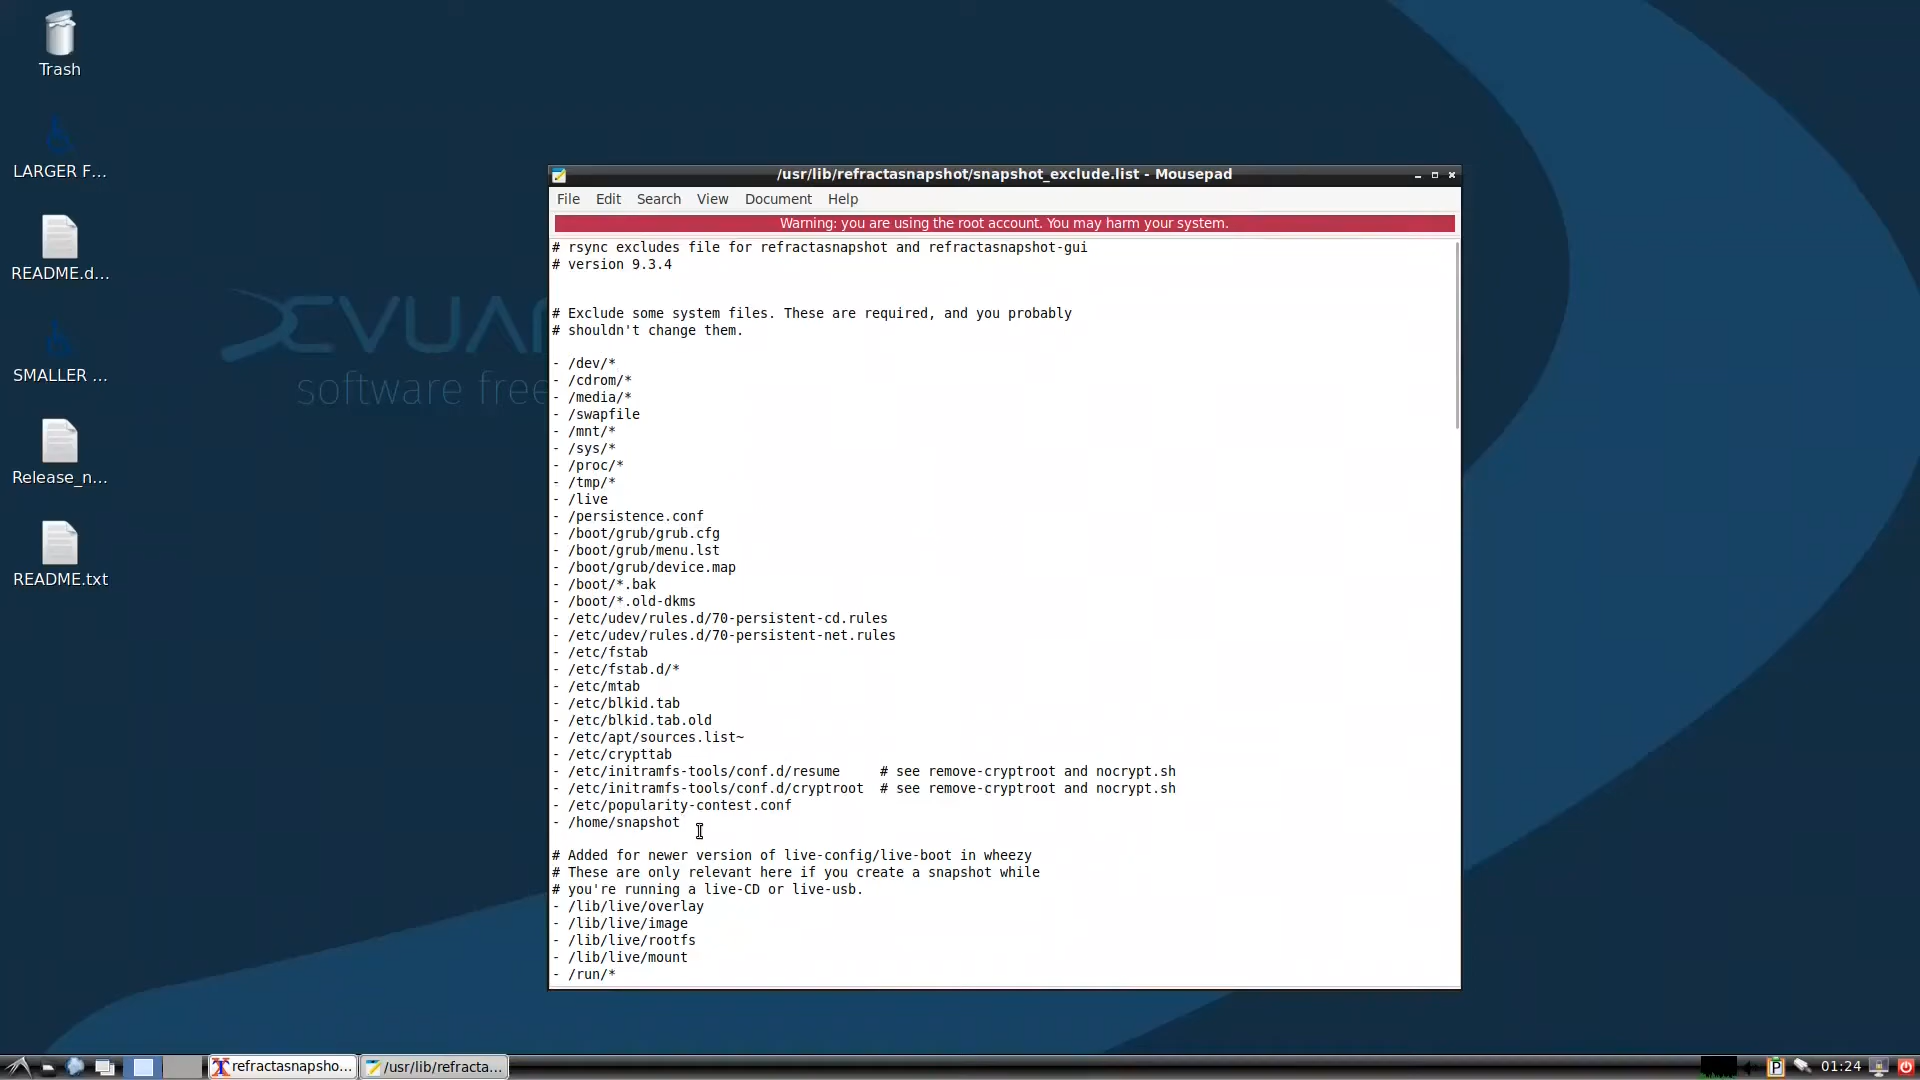 Trash
LARGER F...
README.d...
SMALLER ...
Release_n...
README.txt
EVUAN
software free
/usr/lib/refractasnapshot/snapshot_exclude.list - Mousepad
File Edit Search View Document Help
Warning: you are using the root account. You may harm your system.
# rsync excludes file for refractasnapshot and refractasnapshot-gui
# version 9.3.4
# Exclude some system files. These are required, and you probably
# shouldn't change them.
- /dev/*
- /cdrom/*
- /media/*
- /swapfile
- /mnt/*
- /sys/*
- /proc/*
- /tmp/*
- /live
- /persistence.conf
- /boot/grub/grub.cfg
- /boot/grub/menu.lst
- /boot/grub/device.map
- /boot/*.bak
- /boot/*.old-dkms
- /etc/udev/rules.d/70-persistent-cd.rules
- /etc/udev/rules.d/70-persistent-net.rules
- /etc/fstab
- /etc/fstab.d/*
- /etc/mtab
- /etc/blkid.tab
- /etc/blkid.tab.old
- /etc/apt/sources.list~
- /etc/crypttab
- /etc/initramfs-tools/conf.d/resume     # see remove-cryptroot and nocrypt.sh
- /etc/initramfs-tools/conf.d/cryptroot  # see remove-cryptroot and nocrypt.sh
- /etc/popularity-contest.conf
- /home/snapshot
# Added for newer version of live-config/live-boot in wheezy
# These are only relevant here if you create a snapshot while
# you're running a live-CD or live-usb.
- /lib/live/overlay
- /lib/live/image
- /lib/live/rootfs
- /lib/live/mount
- /run/*
refractasnapsho...
/usr/lib/refracta...
P
01:24